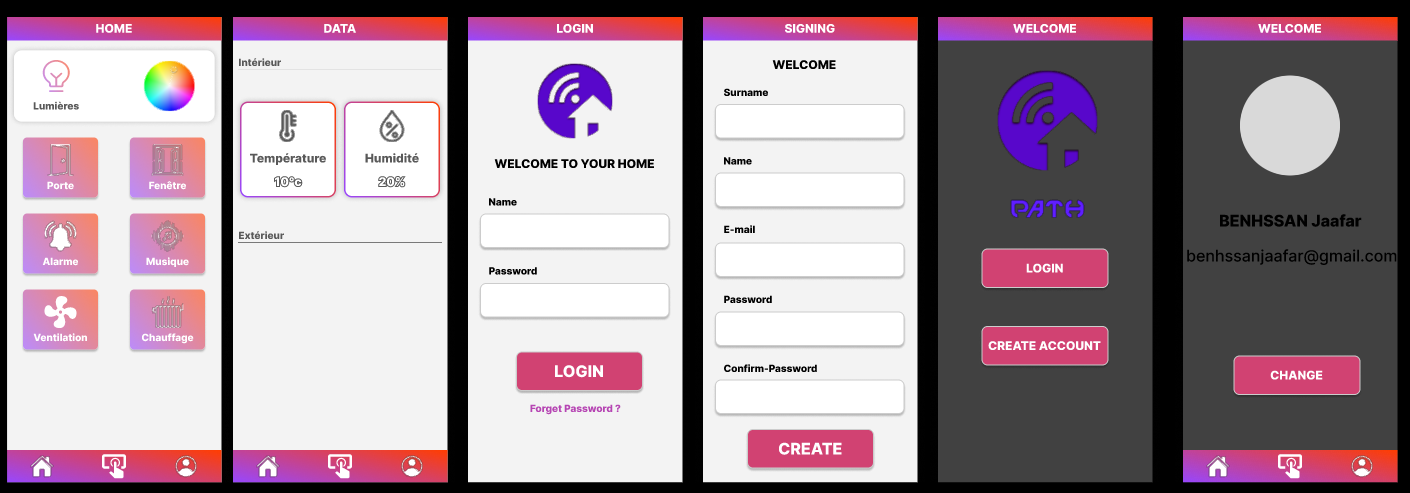 HOME
Lumières
Porte
Fenêtre
Alarme
Musique
Ventilation
Chauffage
DATA
Intérieur
Température
10°c
Humidité
20%
Extérieur
LOGIN
WELCOME TO YOUR HOME
Name
Password
LOGIN
Forget Password ?
SIGNING
WELCOME
Surname
Name
E-mail
Password
Confirm-Password
CREATE
WELCOME
PATH
LOGIN
CREATE ACCOUNT
WELCOME
BENHSSAN Jaafar
benhssanjaafar@gmail.com
CHANGE